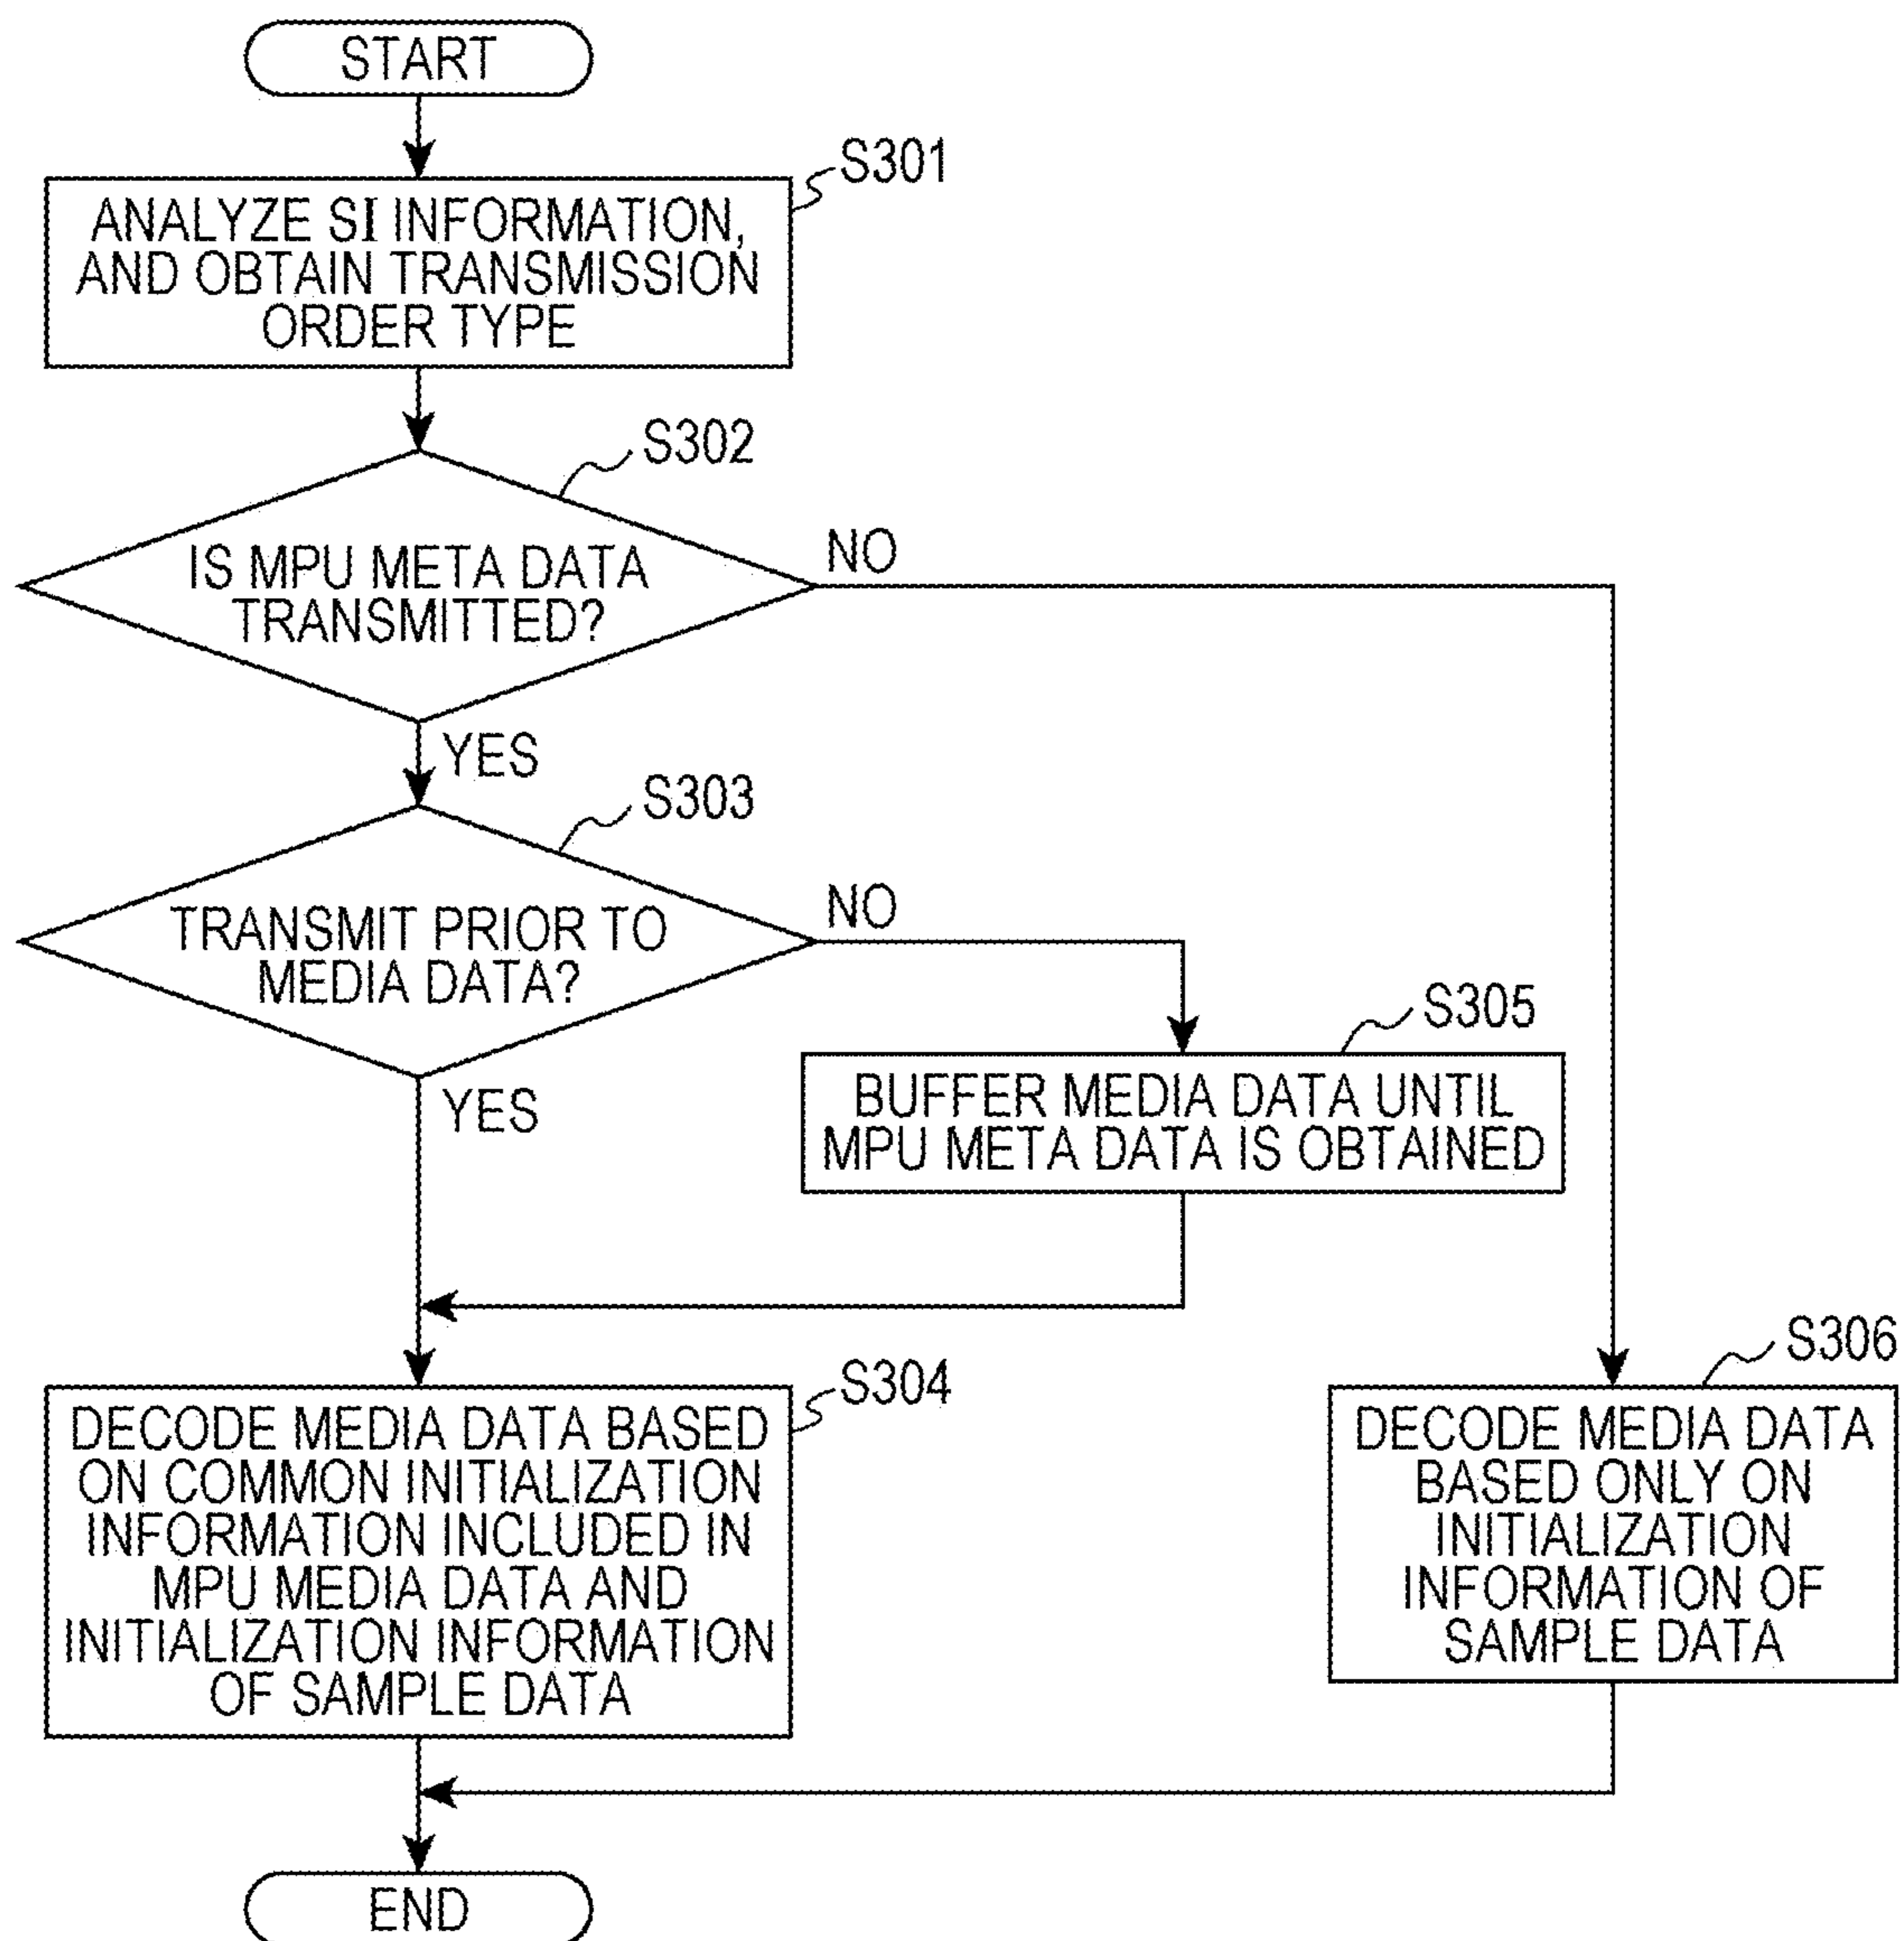 START
S301
ANALYZE SI INFORMATION,
AND OBTAIN TRANSMISSION
ORDER TYPE
S302
IS MPU META DATA
TRANSMITTED?
NO
YES
S303
TRANSMIT PRIOR TO
MEDIA DATA?
NO
YES
S305
BUFFER MEDIA DATA UNTIL
MPU META DATA IS OBTAINED
S304
DECODE MEDIA DATA BASED
ON COMMON INITIALIZATION
INFORMATION INCLUDED IN
MPU MEDIA DATA AND
INITIALIZATION INFORMATION
OF SAMPLE DATA
S306
DECODE MEDIA DATA
BASED ONLY ON
INITIALIZATION
INFORMATION OF
SAMPLE DATA
END